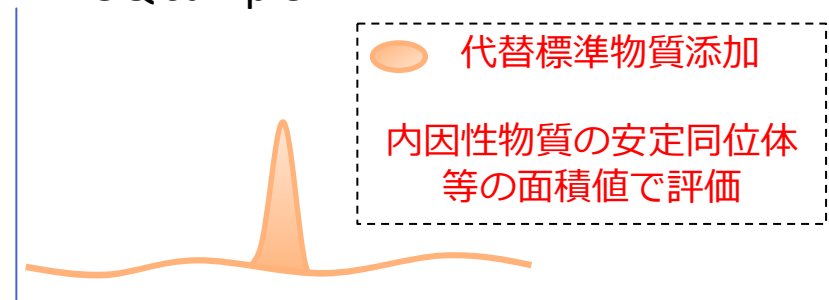 代替標準物質添加
内因性物質の安定同位体
等の面積値で評価